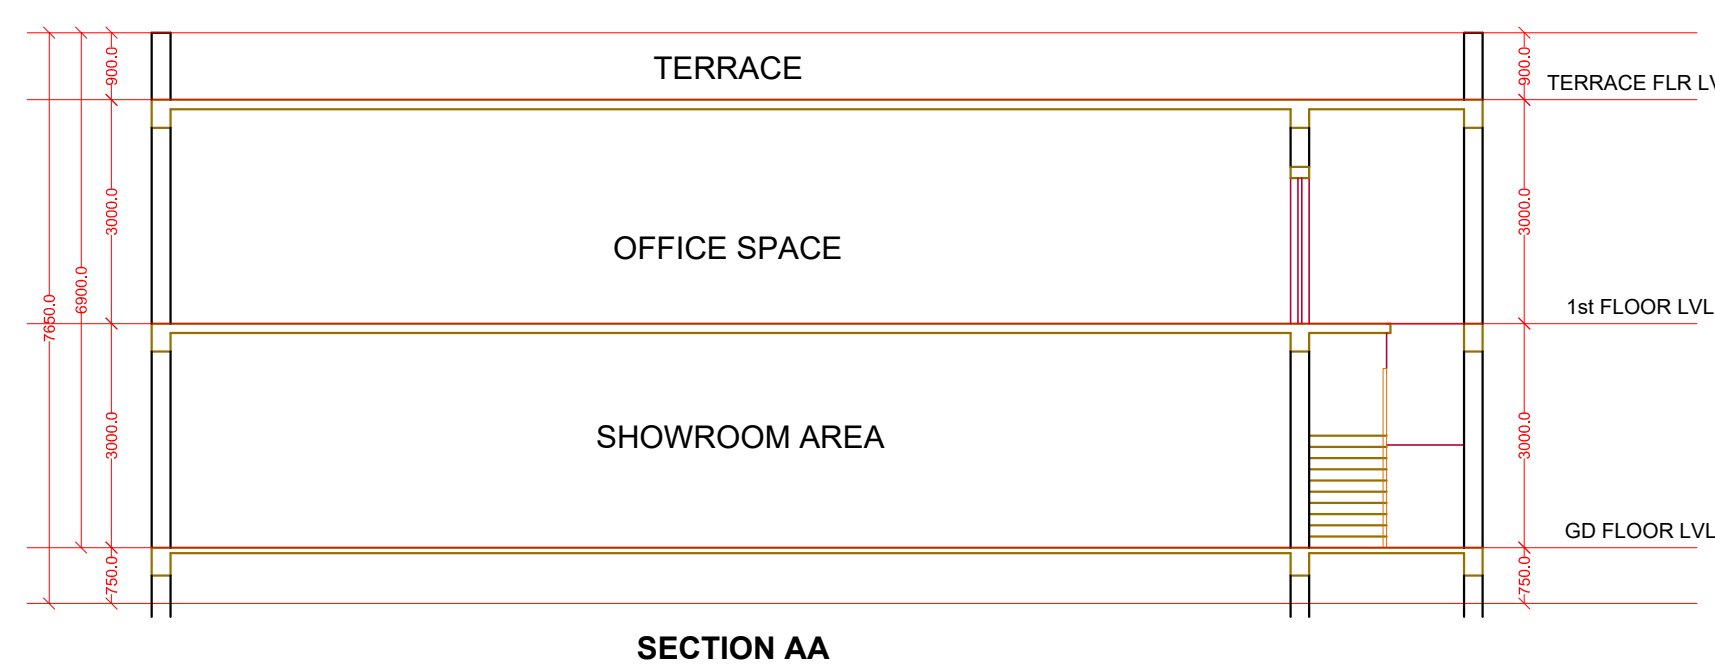 900.0
TERRACE
900.0
TERRACE FLR LV
3000.0
3000.0
OFFICE SPACE
6900.0
7650.0
1st FLOOR LVL
3000.0
SHOWROOM AREA
3000.0
GD FLOOR LVL
750.0
750.0
SECTION AA